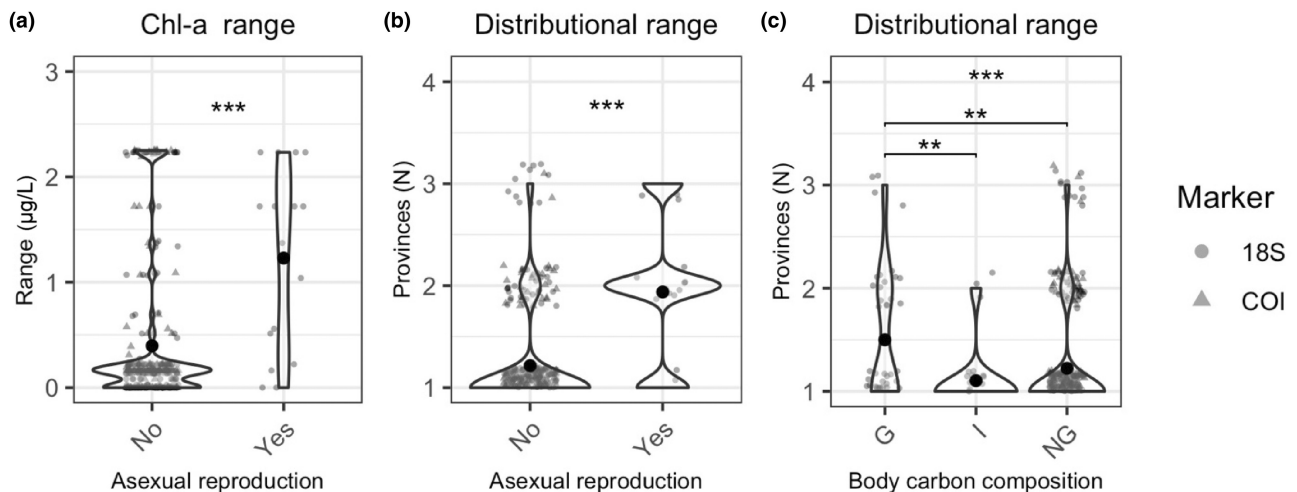 (a) Chl-a range
3
2
1
0
Range (µg/L)
***
No Yes
Asexual reproduction
(b) Distributional range
4
3
2
1
Provinces (N)
***
No Yes
Asexual reproduction
(c) Distributional range
4
3
2
1
Provinces (N)
***
**
**
G I NG
Body carbon composition
Marker
18S
COI